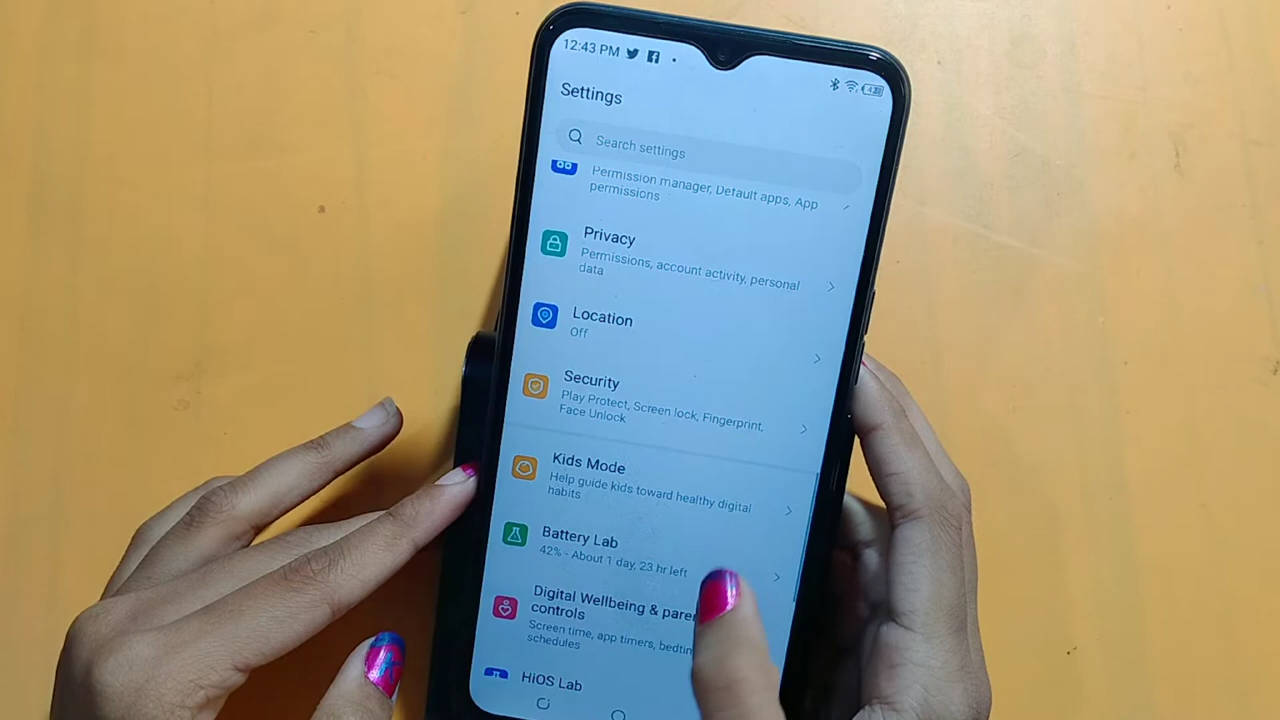 12:43 PM
42
Settings
Search settings
Permission manager, Default apps, App
permissions
Privacy
Permissions, account activity, personal
data
Location
Off
Security
Play Protect, Screen lock, Fingerprint,
Face Unlock
Kids Mode
Help guide kids toward healthy digital
habits
Battery Lab
42% - About 1 day, 23 hr left
Digital Wellbeing &
controls
Screen time, app timers,
schedules
HiOS Lab